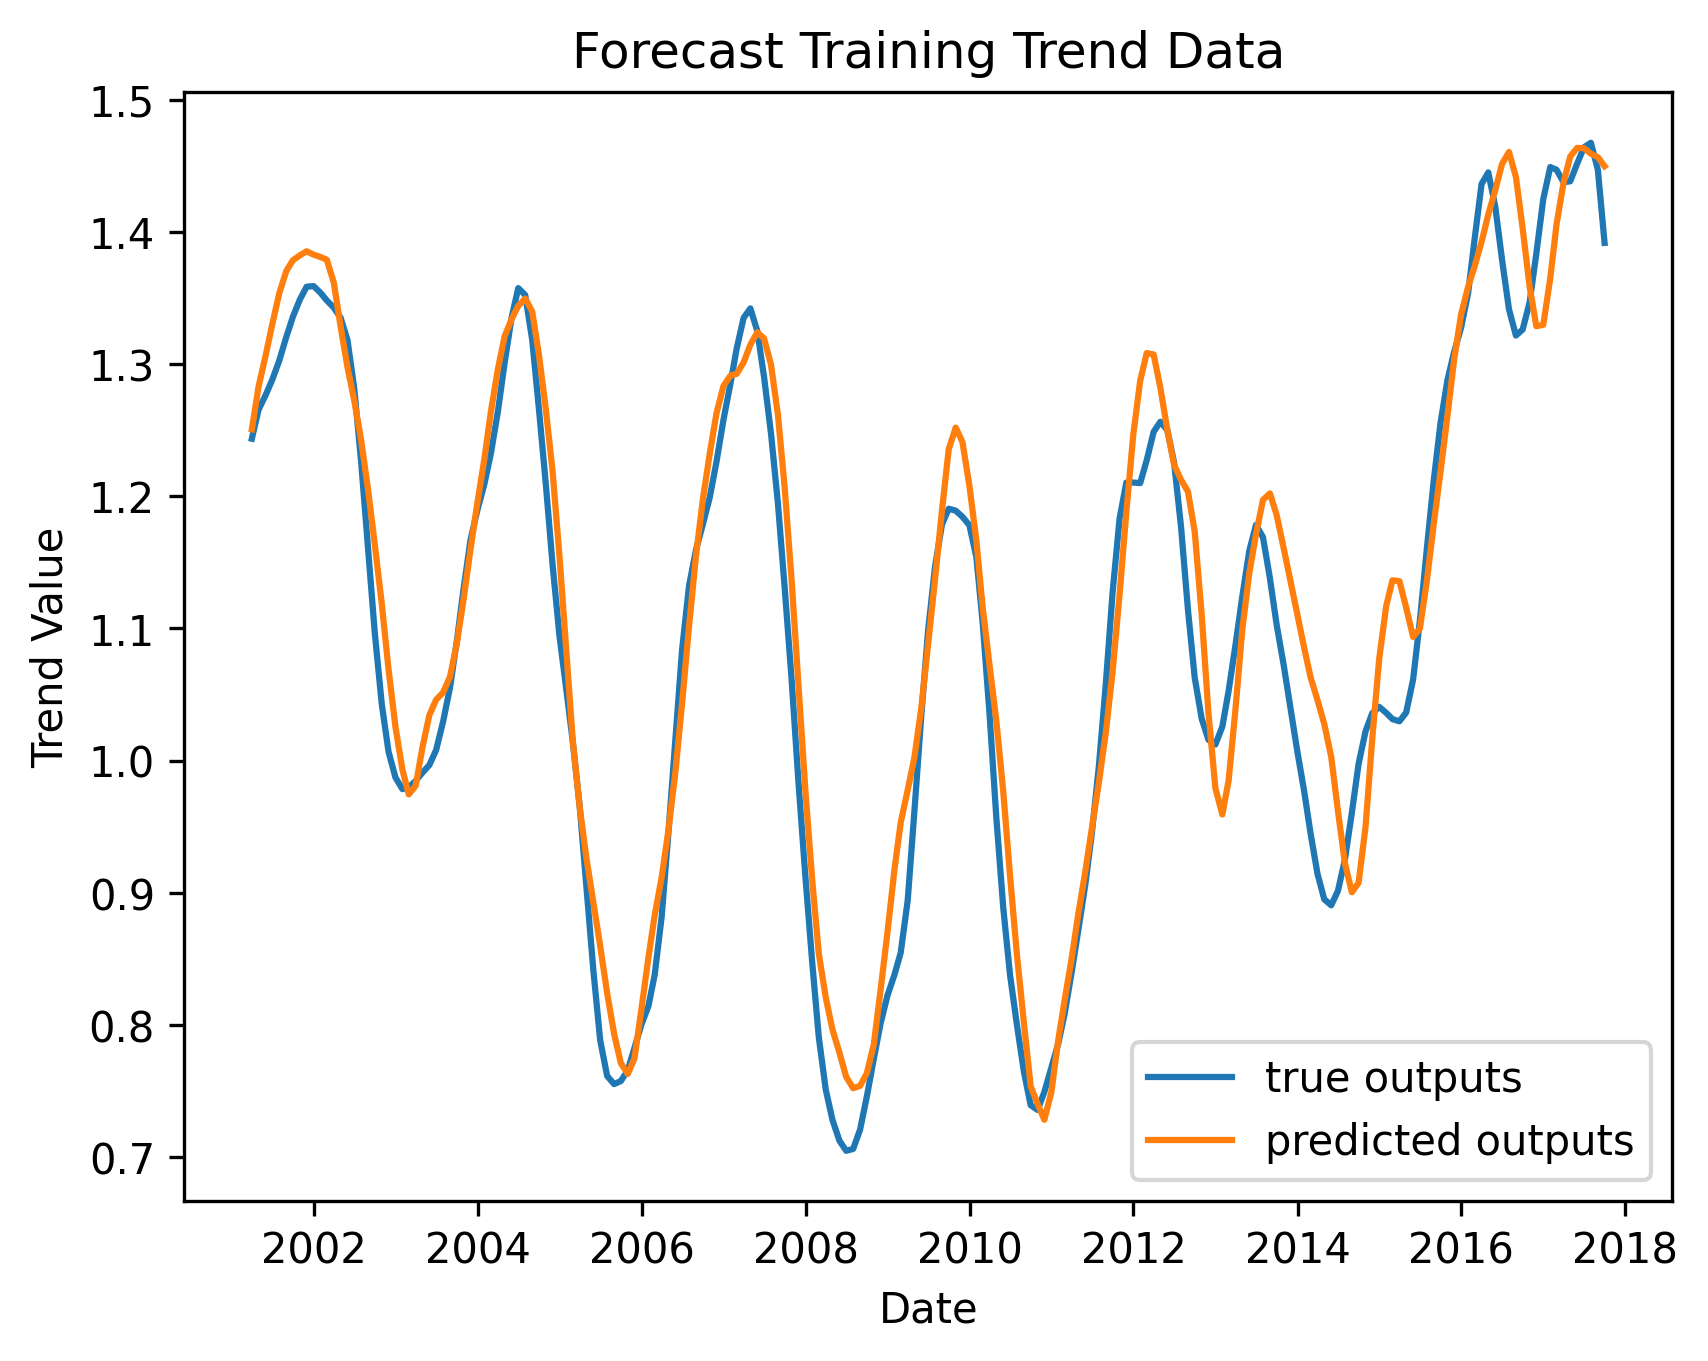 Forecast Training Trend Data
1.5
1.4
1.3
1.2
1.1
1.0
0.9
0.8
0.7
Trend Value
true outputs
predicted outputs
2002 2004 2006 2008 2010 2012 2014 2016 2018
Date